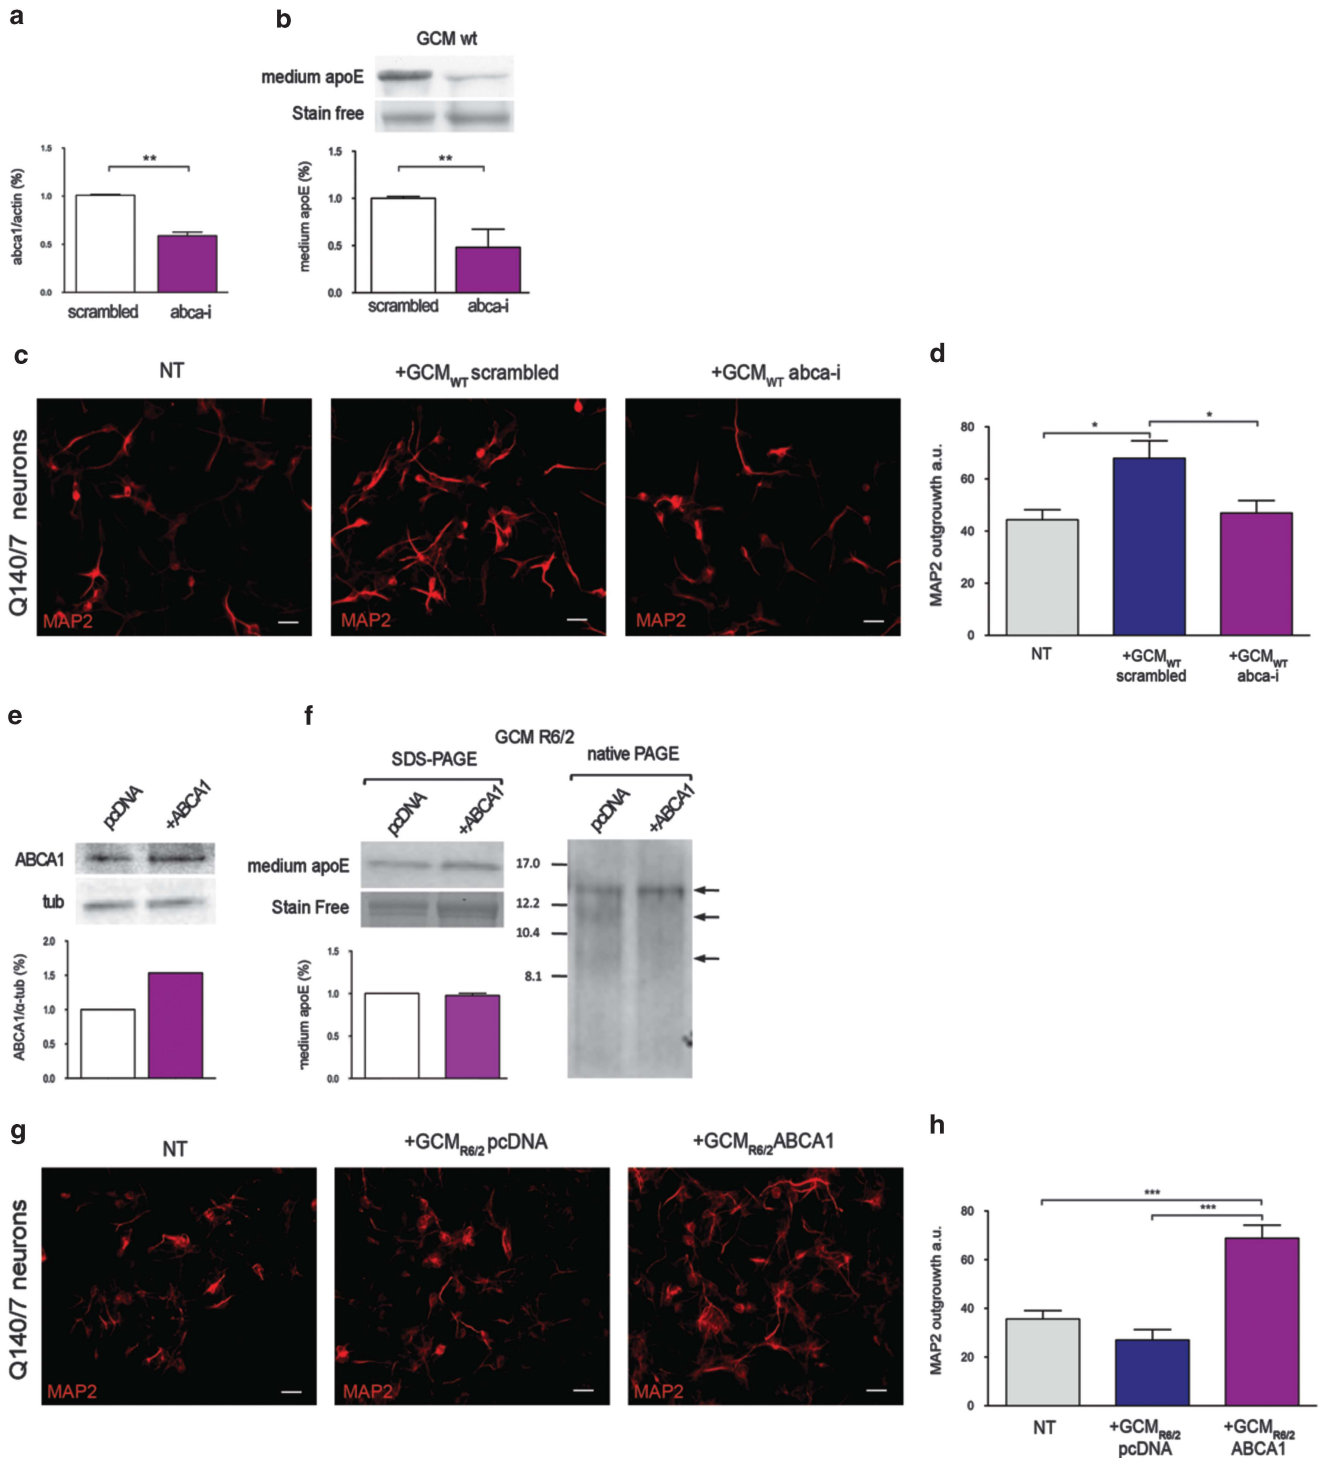 a
abca1/actin (%)
1.5
1.0
0.5
0.0
**
scrambled
abca-i
b
GCM wt
medium apoE
Stain free
medium apoE (%)
1.5
1.0
0.5
0.0
**
scrambled
abca-i
c
Q140/7 neurons
NT
+GCMWT scrambled
+GCMWT abca-i
MAP2
MAP2
MAP2
d
MAP2 outgrouwth a.u.
80
60
40
20
0
*
*
NT
+GCMWT
scrambled
+GCMWT
abca-i
e
pcDNA
+ABCA1
ABCA1
tub
ABCA1/α-tub (%)
2.0
1.5
1.0
0.5
0.0
f
GCM R6/2
SDS-PAGE
native PAGE
pcDNA
+ABCA1
pcDNA
+ABCA1
medium apoE
Stain Free
medium apoE (%)
1.5
1.0
0.5
0.0
17.0
12.2
10.4
8.1
g
Q140/7 neurons
NT
+GCMR6/2 pcDNA
+GCMR6/2 ABCA1
MAP2
MAP2
MAP2
h
MAP2 outgrouwth a.u.
80
60
40
20
0
***
***
NT
+GCMR6/2
pcDNA
+GCMR6/2
ABCA1